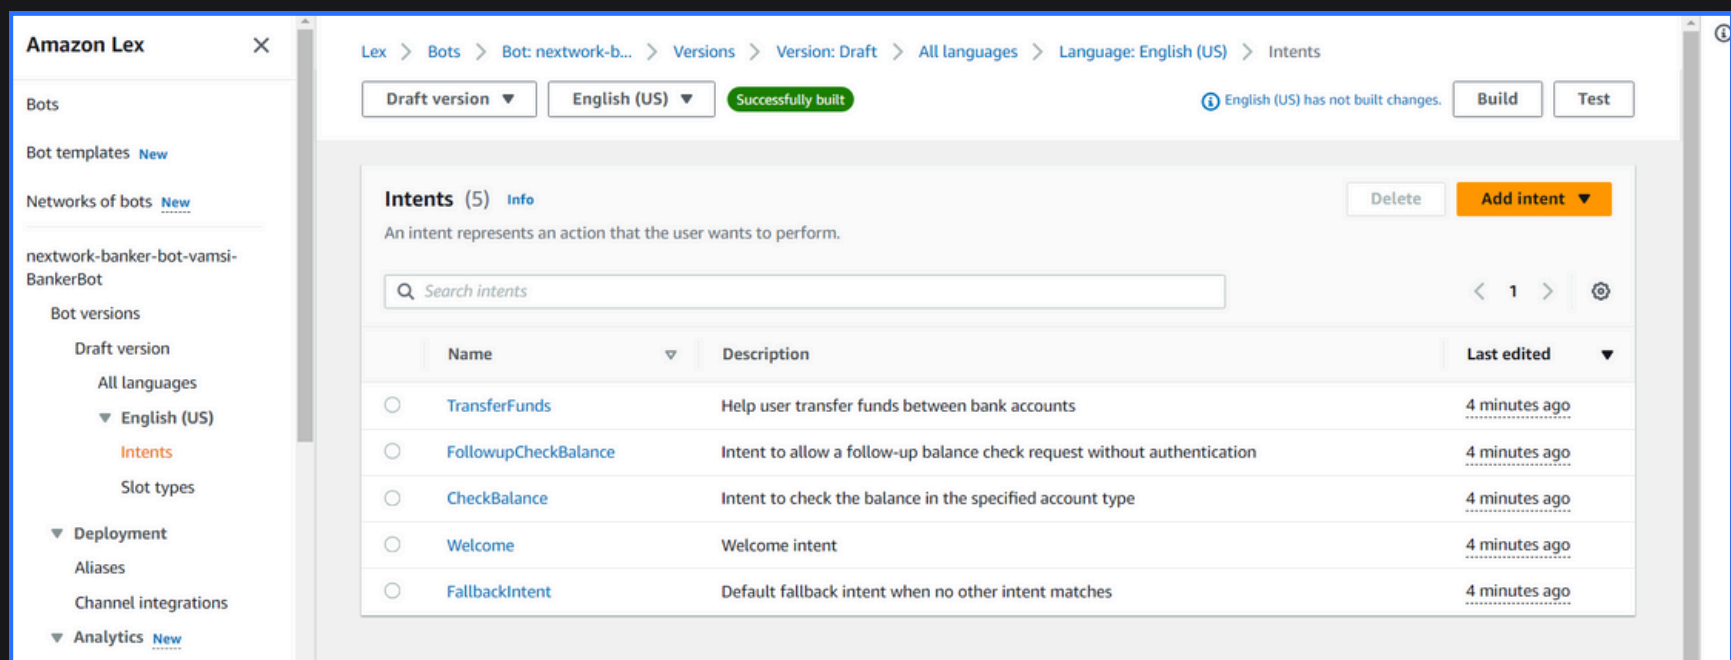 Amazon Lex
Bots
Bot templates New
Networks of bots New
nextwork-banker-bot-vamsi-
BankerBot
Bot versions
Draft version
All languages
English (US)
Intents
Slot types
Deployment
Aliases
Channel integrations
Analytics New
Lex > Bots > Bot: nextwork-b... > Versions > Version: Draft > All languages > Language: English (US) > Intents
Draft version English (US) Successfully built English (US) has not built changes. Build Test
Intents (5) Info Delete Add intent
An intent represents an action that the user wants to perform.
Search intents 1
Name Description Last edited
TransferFunds Help user transfer funds between bank accounts 4 minutes ago
FollowupCheckBalance Intent to allow a follow-up balance check request without authentication 4 minutes ago
CheckBalance Intent to check the balance in the specified account type 4 minutes ago
Welcome Welcome intent 4 minutes ago
FallbackIntent Default fallback intent when no other intent matches 4 minutes ago